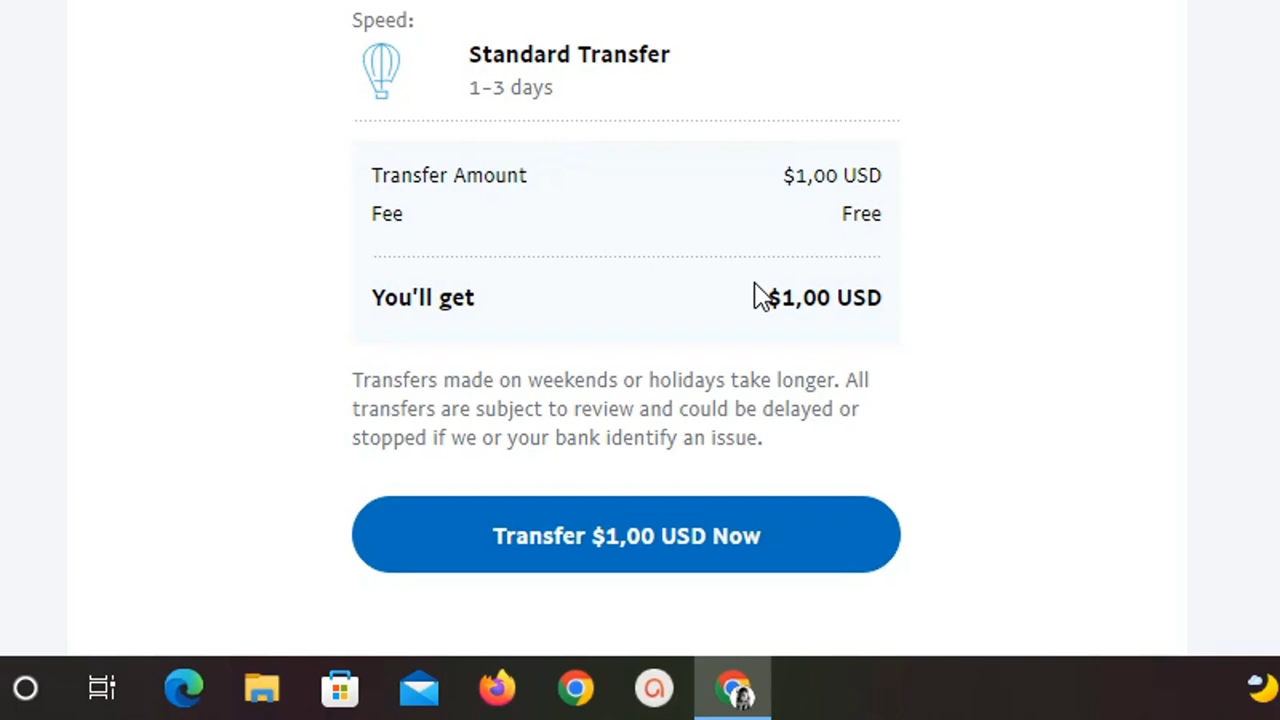 Speed:
Standard Transfer
1-3 days
Transfer Amount $1,00 USD
Fee Free
You'll get $1,00 USD
Transfers made on weekends or holidays take longer. All
transfers are subject to review and could be delayed or
stopped if we or your bank identify an issue.
Transfer $1,00 USD Now